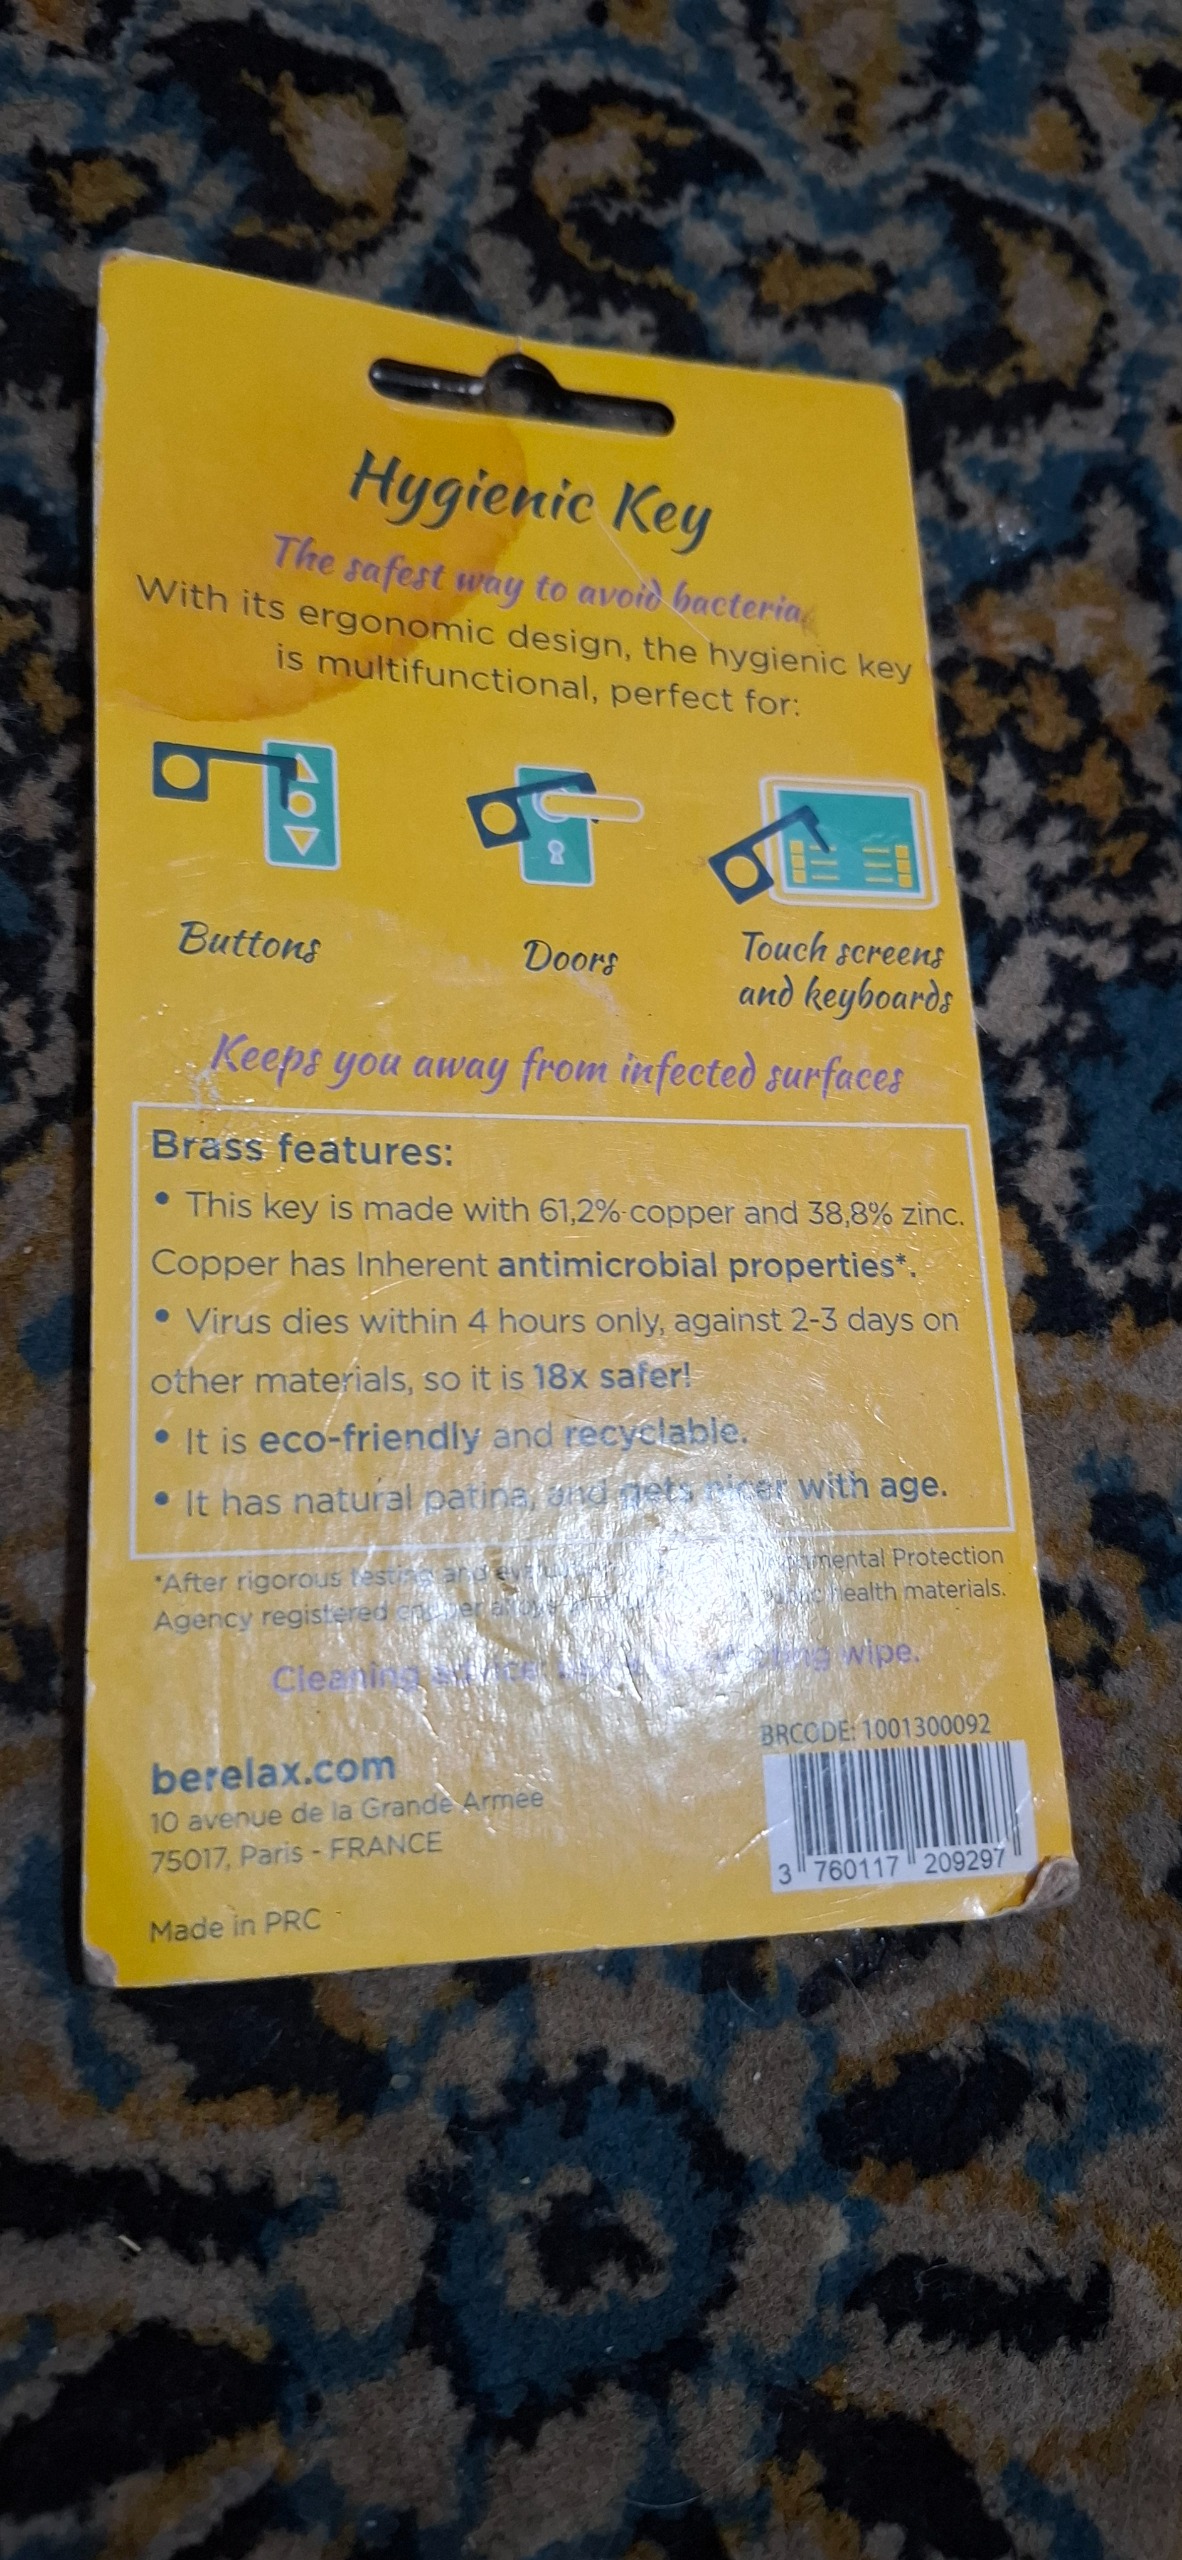 Hygienic Key
The safest way to avoid bacteria,
With its ergonomic design, the hygienic key
is multifunctional, perfect for:
Buttons
Doors
Touch screens
and keyboards
Keeps you away from infected surfaces
Brass features:
• This key is made with 61,2% copper and 38,8% zinc.
Copper has Inherent antimicrobial properties*.
• Virus dies within 4 hours only, against 2-3 days on
other materials, so it is 18x safer!
• It is eco-friendly and recyclable.
• It has natural patina, and gets nicer with age.
*After rigorous testing and Protection
Agency registered copper alloys health materials.
Cleaning advice: wipe.
BRCODE: 1001300092
berelax.com
10 avenue de la Grande Armee
75017, Paris - FRANCE
3 760117 209297
Made in PRC